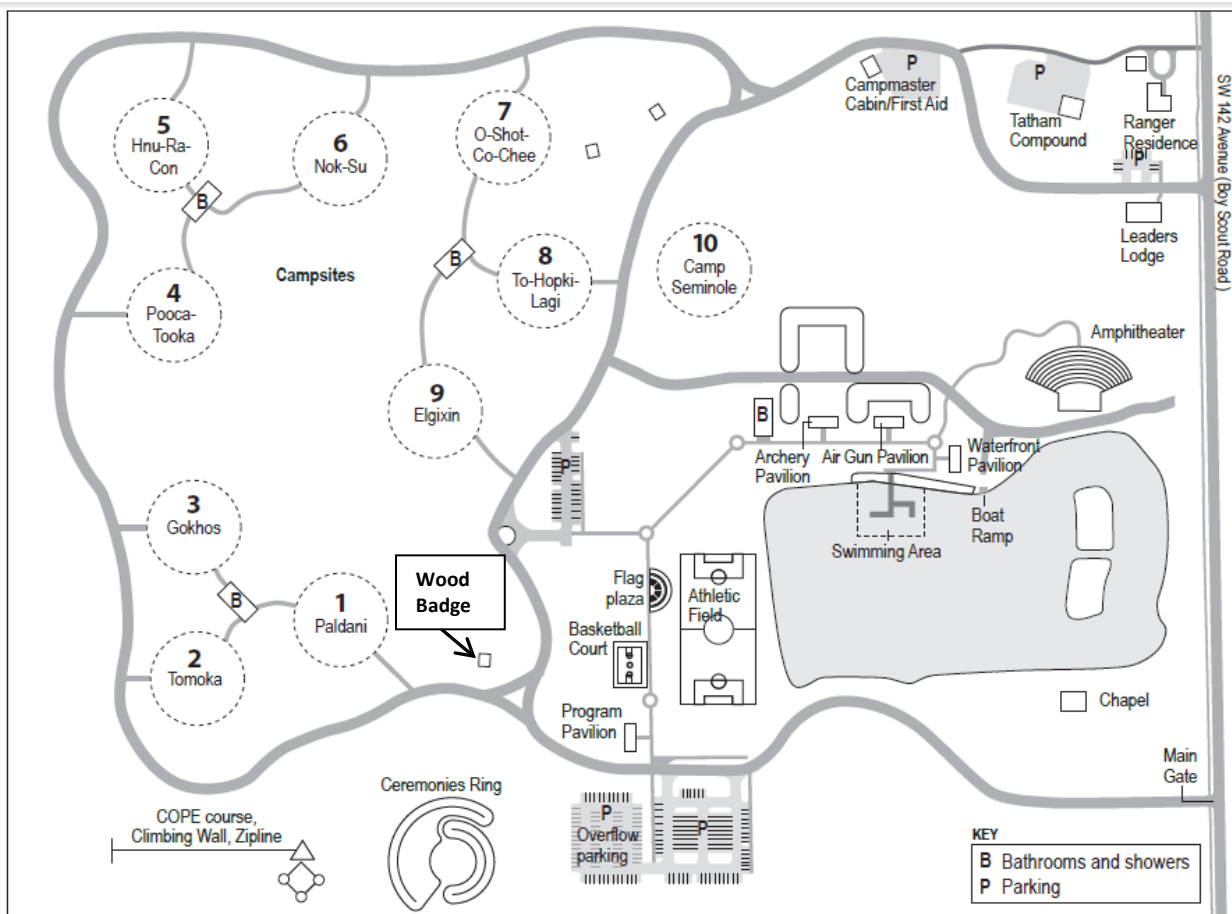 5
Hnu-Ra-
Con
6
Nok-Su
7
O-Shot-
Co-Chee
P
Campmaster
Cabin/First Aid
P
Tatham
Compound
Ranger
Residence
P
Leaders
Lodge
SW 142 Avenue (Boy Scout Road)
B
B
8
To-Hopki-
Lagi
10
Camp
Seminole
Campsites
4
Pooca-
Tooka
9
Elgixin
Amphitheater
B
Archery
Pavilion
Air Gun Pavilion
Waterfront
Pavilion
P
Boat
Ramp
Swimming Area
3
Gokhos
B
1
Paldani
2
Tomoka
Wood
Badge
Flag
plaza
Athletic
Field
Basketball
Court
Program
Pavilion
Chapel
Main
Gate
Ceremonies Ring
COPE course,
Climbing Wall, Zipline
P
Overflow
parking
P
KEY
B Bathrooms and showers
P Parking